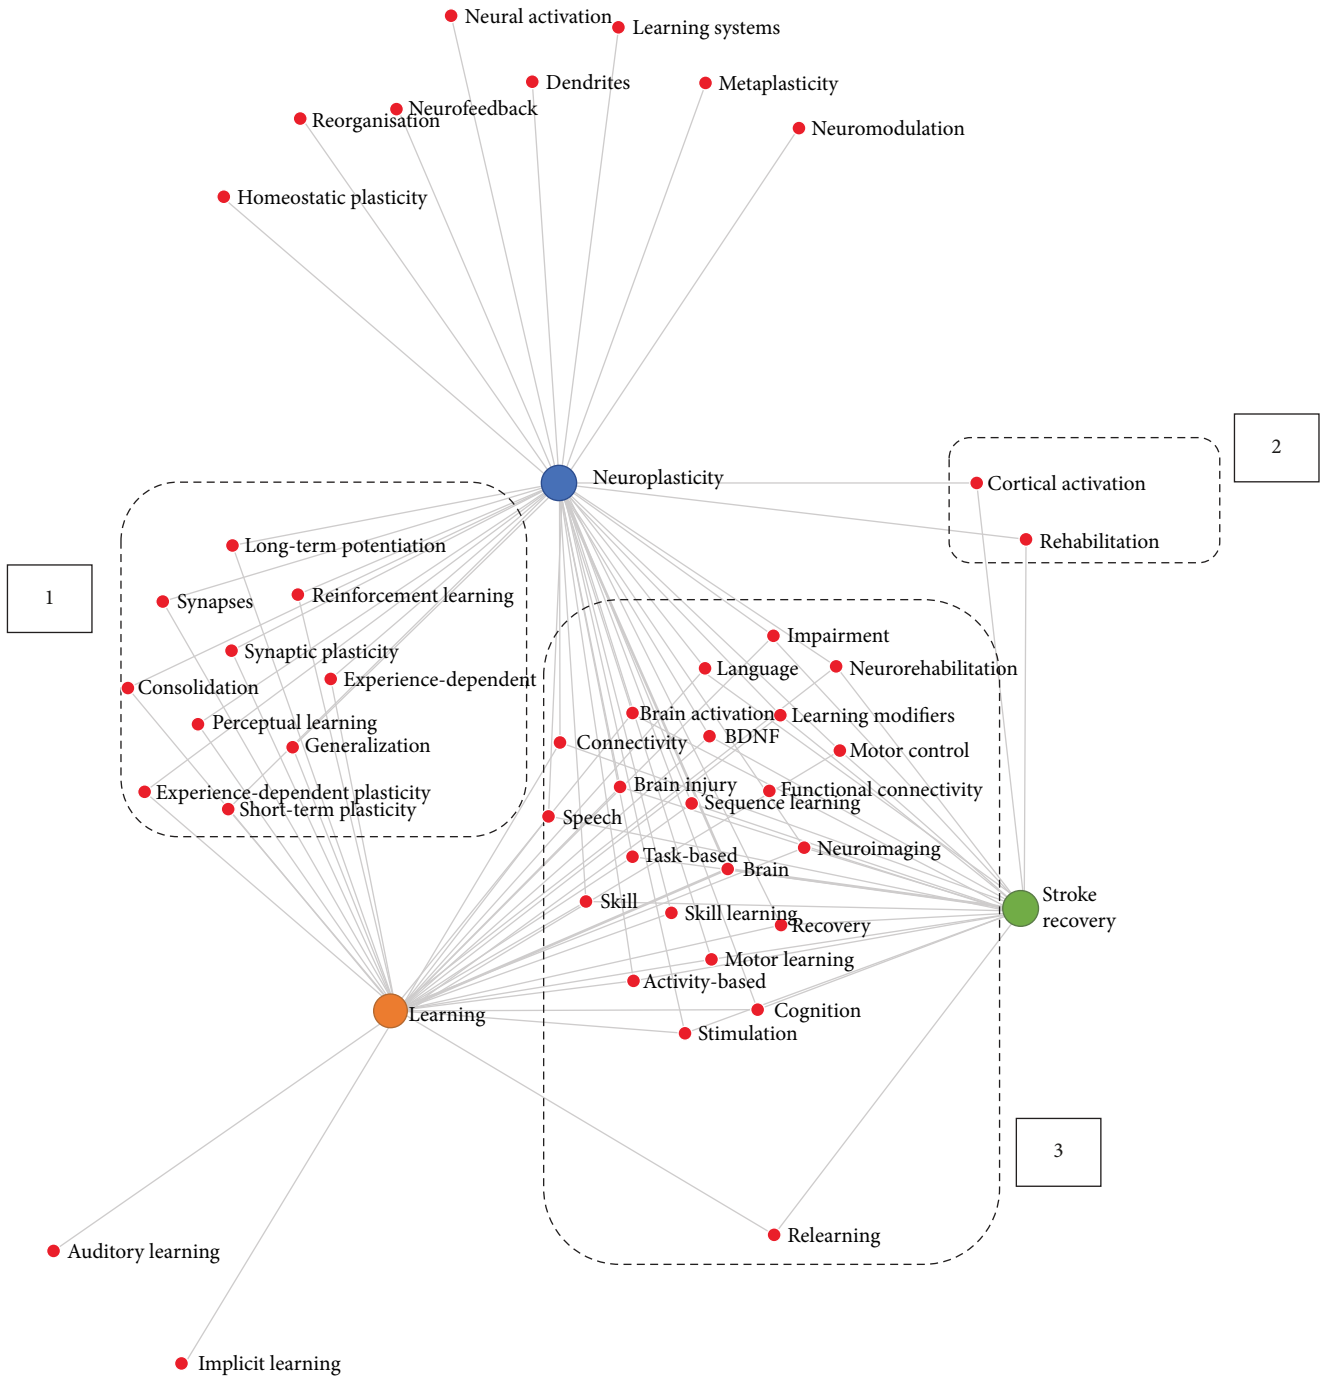 Neural activation
Learning systems
Dendrites
Metaplasticity
Neurofeedback
Reorganisation
Neuromodulation
Homeostatic plasticity
2
Neuroplasticity
Cortical activation
Rehabilitation
Long-term potentiation
1
Synapses
Reinforcement learning
Impairment
Synaptic plasticity
Language
Neurorehabilitation
Experience-dependent
Consolidation
Brain activation
Learning modifiers
Perceptual learning
BDNF
Connectivity
Generalization
Motor control
Brain injury
Functional connectivity
Experience-dependent plasticity
Sequence learning
Short-term plasticity
Speech
Neuroimaging
Task-based
Brain
Stroke
recovery
Skill
Skill learning
Recovery
Motor learning
Activity-based
Cognition
Learning
Stimulation
3
Relearning
Auditory learning
Implicit learning